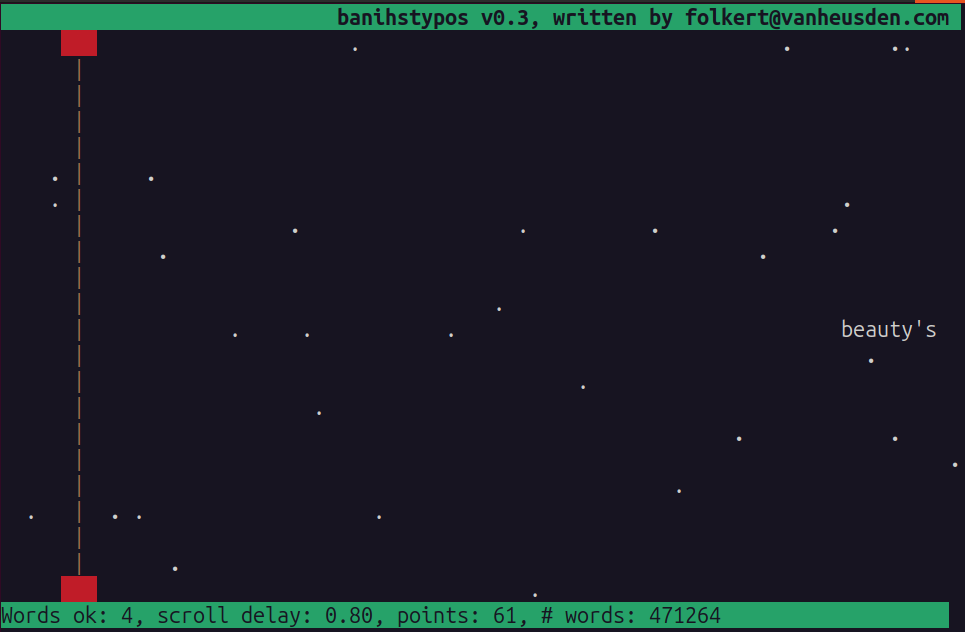 banihstypos v0.3, written by folkert@vanheusden.com
beauty's
Words ok: 4, scroll delay: 0.80, points: 61, # words: 471264